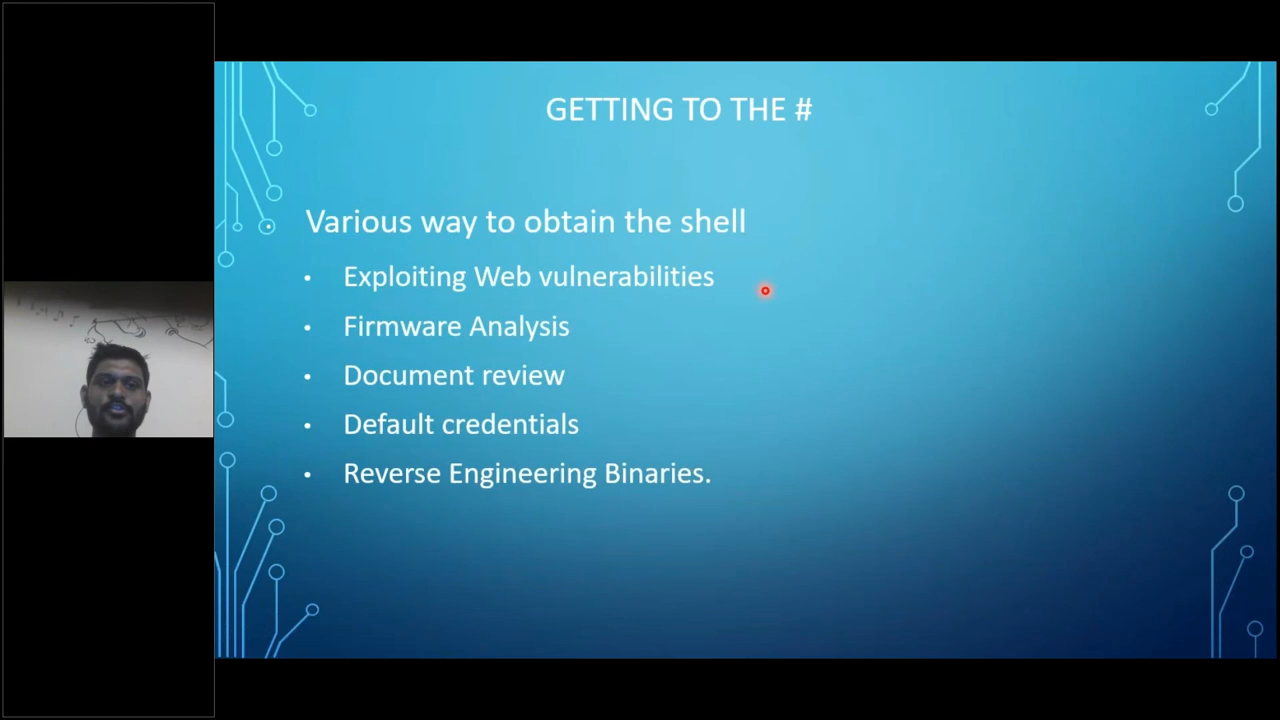 GETTING TO THE #
Various way to obtain the shell
• Exploiting Web vulnerabilities
• Firmware Analysis
• Document review
• Default credentials
• Reverse Engineering Binaries.